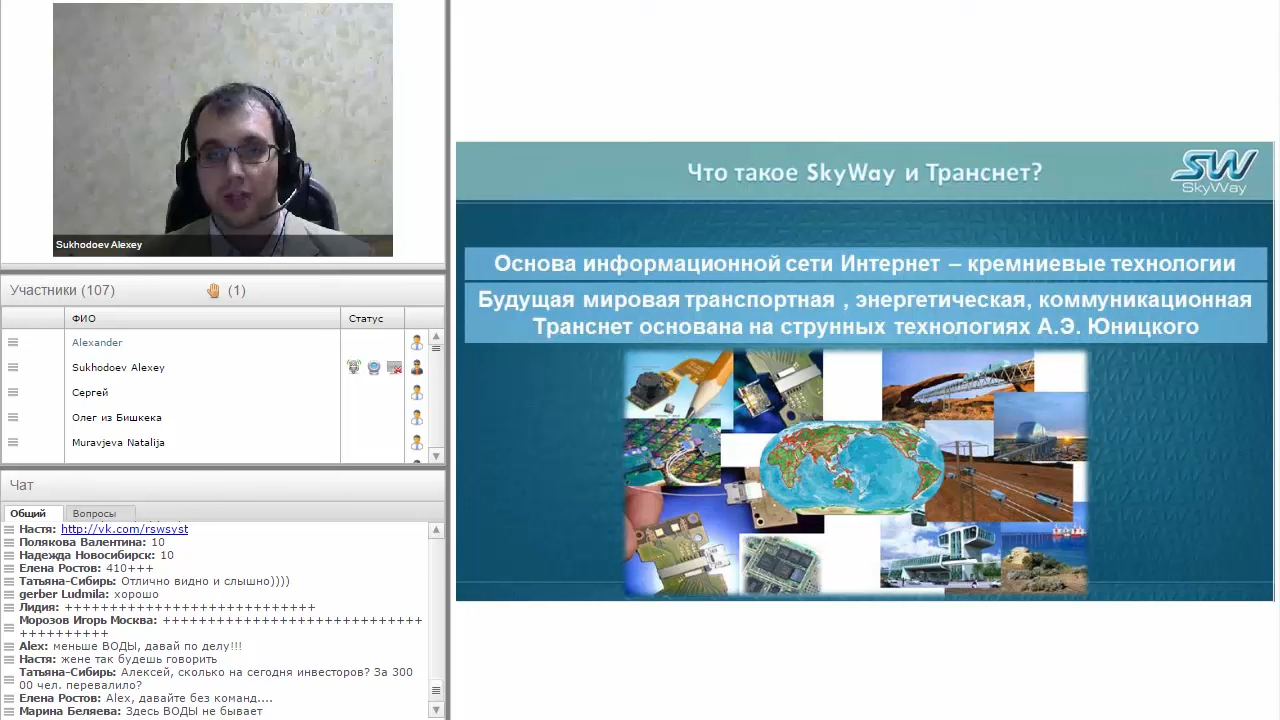 Sukhodoev Alexey
Участники (107)
(1)
ФИО
Статус
Alexander
Sukhodoev Alexey
Сергей
Олег из Бишкека
Muravjeva Natalija
Чат
Общий
Вопросы
Настя: http://vk.com/rswsyst
Полякова Валентина: 10
Надежда Новосибирск: 10
Елена Ростов: 410+++
Татьяна-Сибирь: Отлично видно и слышно))))
gerber Ludmila: хорошо
Лидия: ++++++++++++++++++++++++++++
Морозов Игорь Москва: +++++++++++++++++++++++++++++
++++++++++
Alex: меньше ВОДЫ, давай по делу!!!
Настя: жене так будешь говорить
Татьяна-Сибирь: Алексей, сколько на сегодня инвесторов? За 300
00 чел. перевалило?
Елена Ростов: Alex, давайте без команд....
Марина Беляева: Здесь ВОДЫ не бывает
Что такое SkyWay и Транснет?
SW
SkyWay
Основа информационной сети Интернет – кремниевые технологии
Будущая мировая транспортная , энергетическая, коммуникационная
Транснет основана на струнных технологиях А.Э. Юницкого